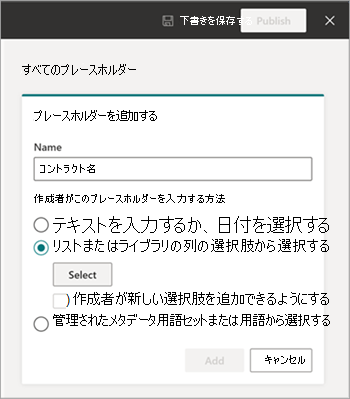 下書きを保存する Publish
すべてのプレースホルダー
プレースホルダーを追加する
Name
コントラクト名
作成者がこのプレースホルダーを入力する方法
テキストを入力するか、日付を選択する
リストまたはライブラリの列の選択肢から選択する
Select
) 作成者が新しい選択肢を追加できるようにする
管理されたメタデータ用語セットまたは用語から選択する
Add キャンセル